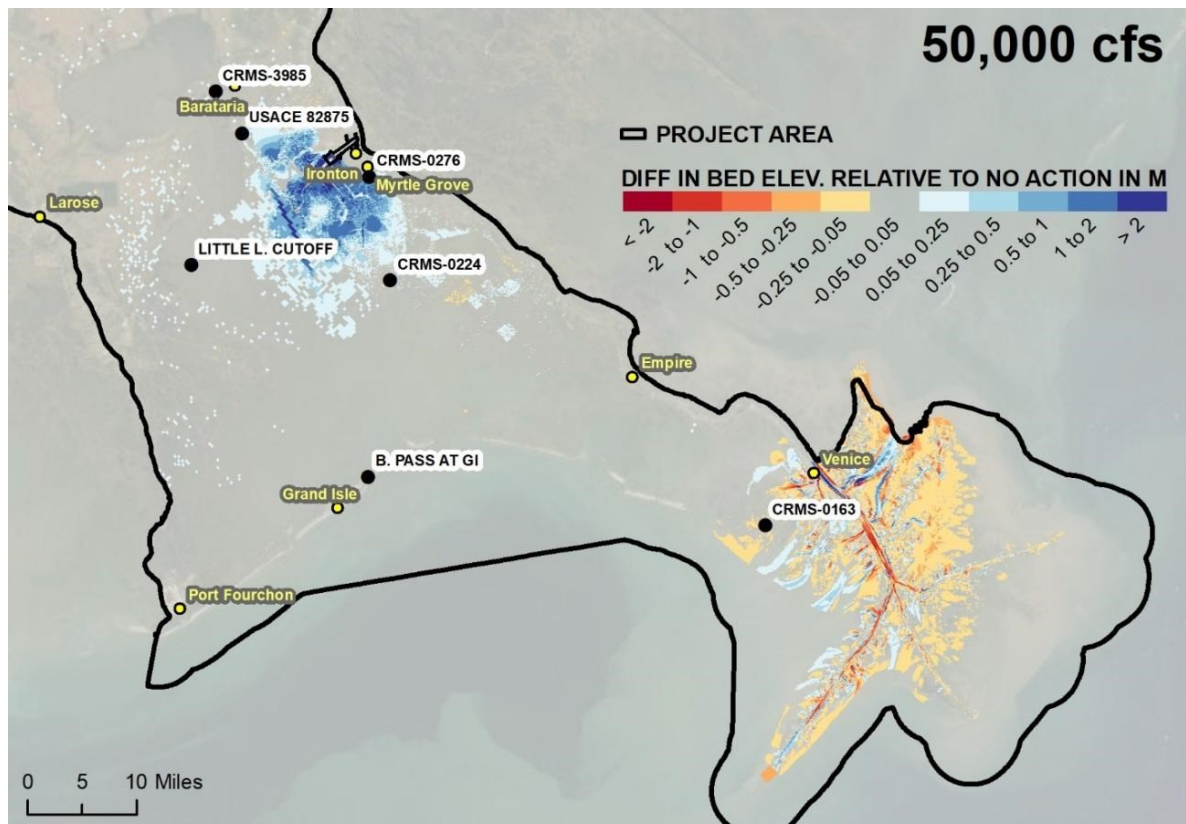 50,000 cfs
CRMS-3985
Barataria
USACE 82875
PROJECT AREA
CRMS-0276
Ironton
Myrtle Grove
DIFF IN BED ELEV. RELATIVE TO NO ACTION IN M
< -2
-2 to -1
-1 to -0.5
-0.5 to -0.25
-0.25 to -0.05
-0.05 to 0.05
0.05 to 0.25
0.25 to 0.5
0.5 to 1
1 to 2
> 2
Larose
LITTLE L. CUTOFF
CRMS-0224
Empire
B. PASS AT GI
Venice
Grand Isle
CRMS-0163
Port Fourchon
0 5 10 Miles